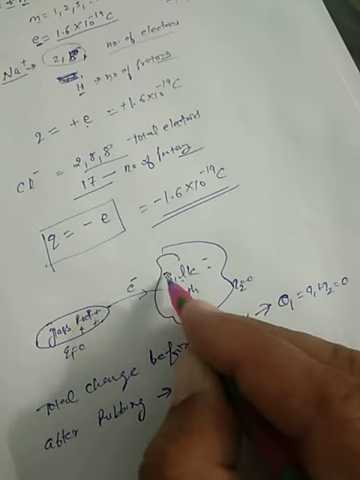 n = 1, 2, 3,
e = 1.6×10⁻¹⁹ C
Na⁺ → 2,8 no. of electrons
11 → no of protons
q = +e = +1.6×10⁻¹⁹ C
Cl⁻ = 2,8,8 - total electrons
17 - no of protons
q = - e = -1.6×10⁻¹⁹ C
Silk
e⁻
Glass Rod
+ + +
q₁=0
q₂=0
Total charge before → Q₁ = q₁+q₂ = 0
after Rubbing →